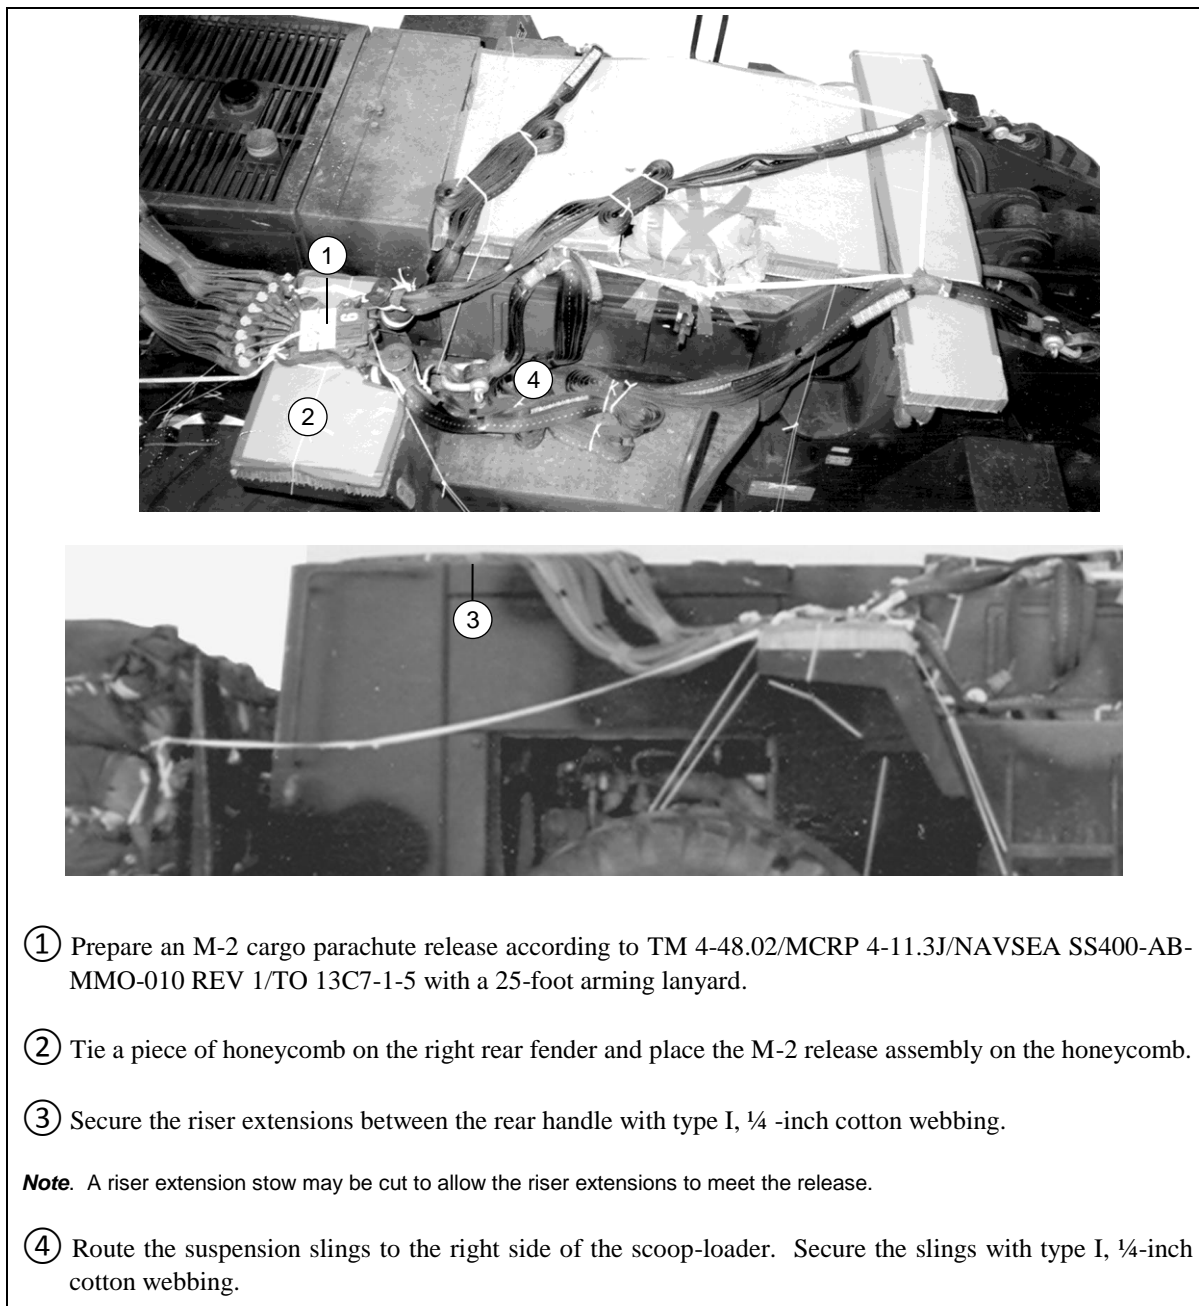 1
2
4
3
① Prepare an M-2 cargo parachute release according to TM 4-48.02/MCRP 4-11.3J/NAVSEA SS400-AB-
MMO-010 REV 1/TO 13C7-1-5 with a 25-foot arming lanyard.
② Tie a piece of honeycomb on the right rear fender and place the M-2 release assembly on the honeycomb.
③ Secure the riser extensions between the rear handle with type I, ¼ -inch cotton webbing.
Note. A riser extension stow may be cut to allow the riser extensions to meet the release.
④ Route the suspension slings to the right side of the scoop-loader. Secure the slings with type I, ¼-inch
cotton webbing.